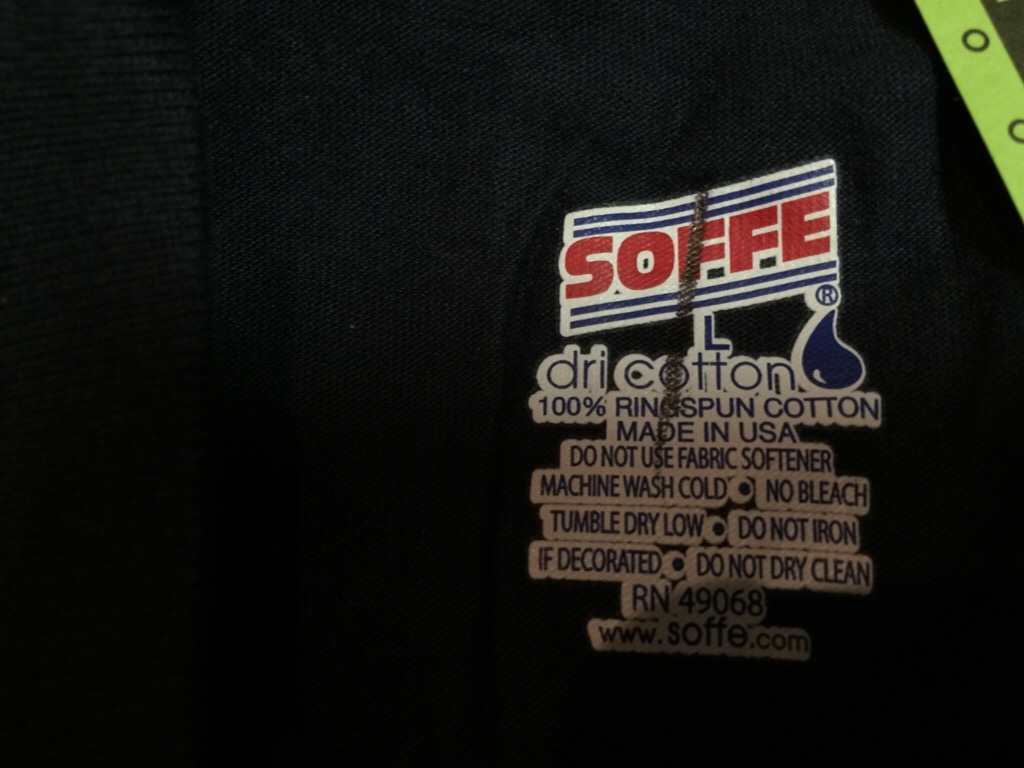 SOFFE
®
L
dri cotton
100% RINGSPUN COTTON
MADE IN USA
DO NOT USE FABRIC SOFTENER
MACHINE WASH COLD • NO BLEACH
TUMBLE DRY LOW • DO NOT IRON
IF DECORATED • DO NOT DRY CLEAN
RN 49068
www.soffe.com